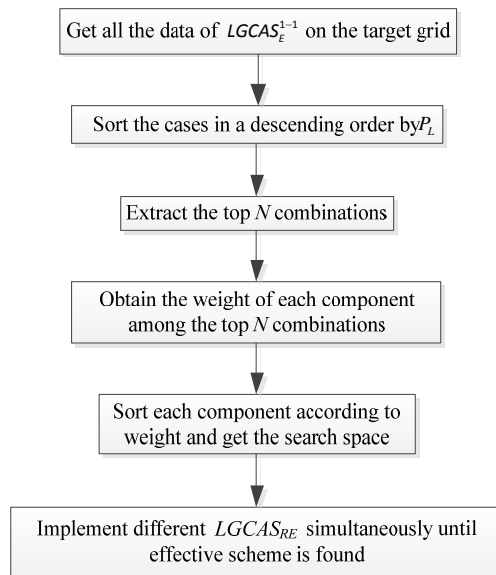 Get all the data of LGCAS_E^{1-1} on the target grid
Sort the cases in a descending order byP_L
Extract the top N combinations
Obtain the weight of each component
among the top N combinations
Sort each component according to
weight and get the search space
Implement different LGCAS_{RE} simultaneously until
effective scheme is found